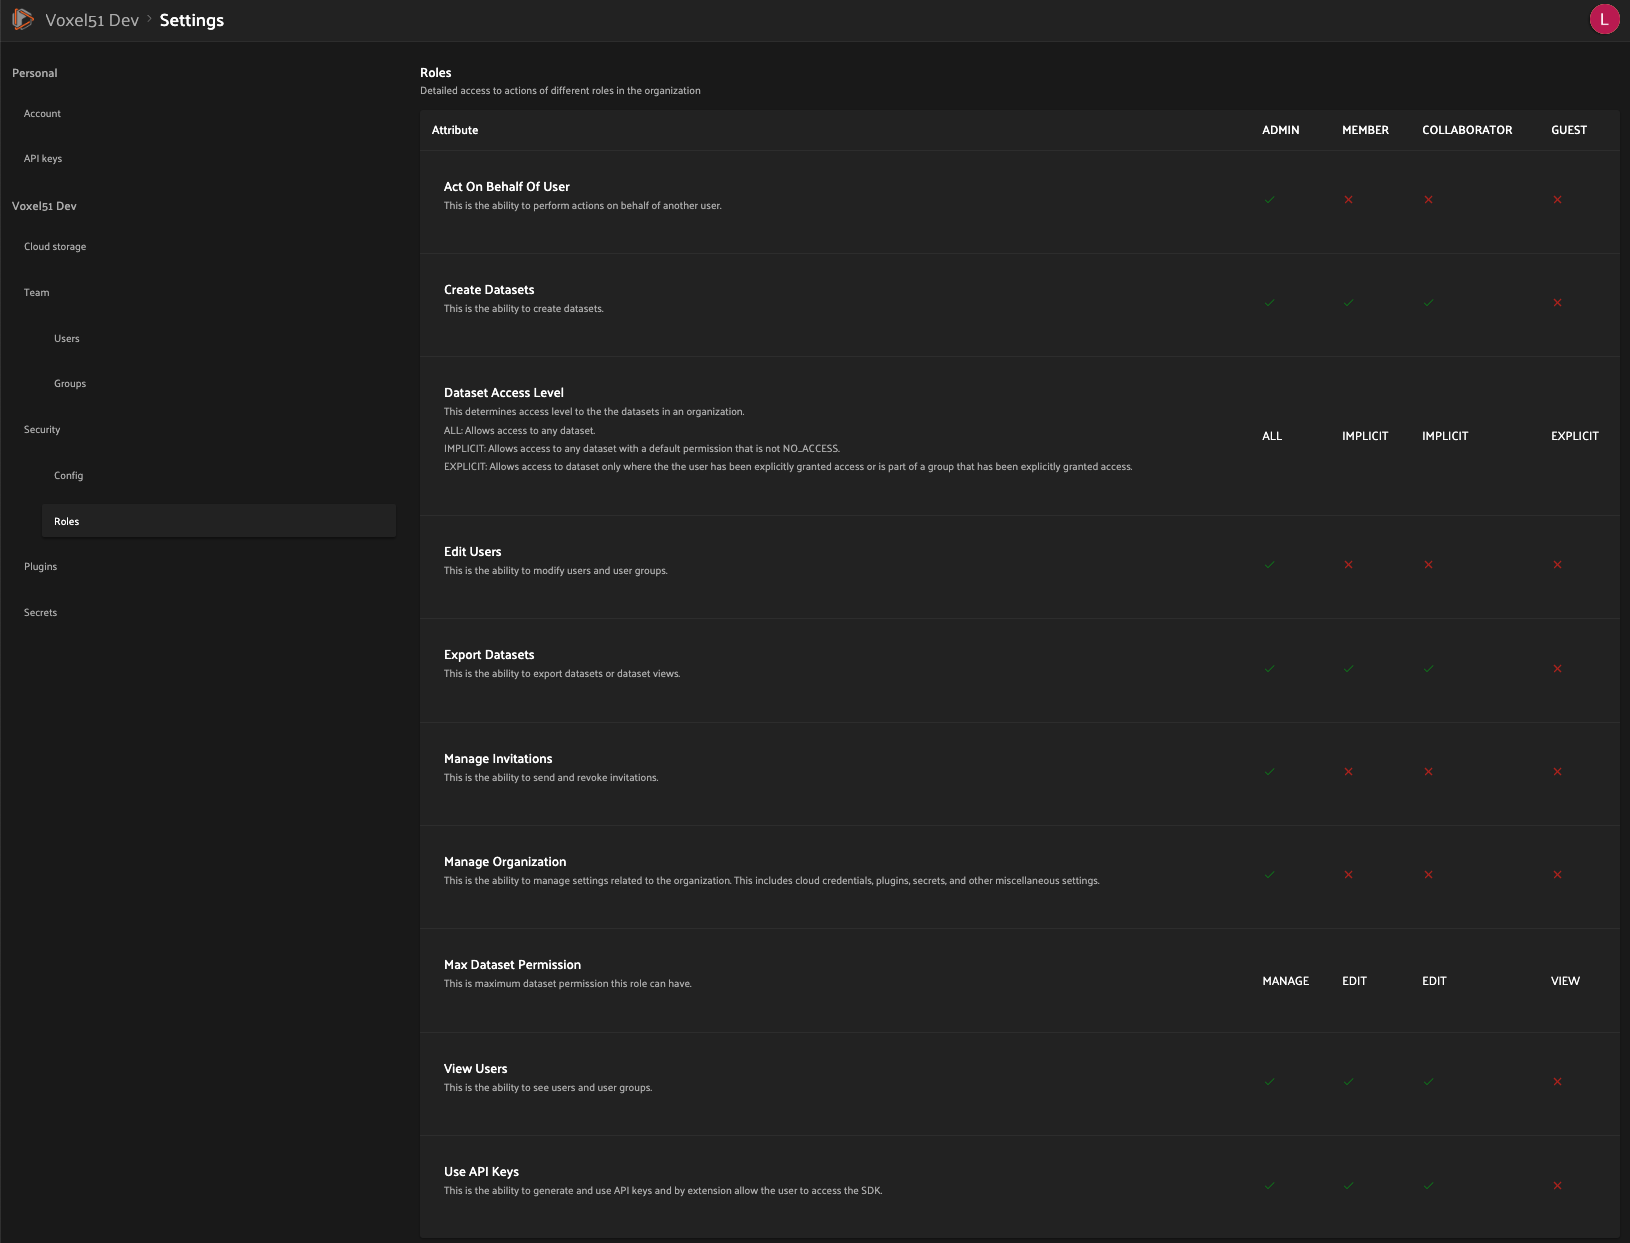 Voxel51 Dev › Settings
L
Personal
Account
API keys
Voxel51 Dev
Cloud storage
Team
Users
Groups
Security
Config
Roles
Plugins
Secrets
Roles
Detailed access to actions of different roles in the organization
Attribute ADMIN MEMBER COLLABORATOR GUEST
Act On Behalf Of User
This is the ability to perform actions on behalf of another user.
✓ ✕ ✕ ✕
Create Datasets
This is the ability to create datasets.
✓ ✓ ✓ ✕
Dataset Access Level
This determines access level to the the datasets in an organization.
ALL: Allows access to any dataset.
IMPLICIT: Allows access to any dataset with a default permission that is not NO_ACCESS.
EXPLICIT: Allows access to dataset only where the the user has been explicitly granted access or is part of a group that has been explicitly granted access.
ALL IMPLICIT IMPLICIT EXPLICIT
Edit Users
This is the ability to modify users and user groups.
✓ ✕ ✕ ✕
Export Datasets
This is the ability to export datasets or dataset views.
✓ ✓ ✓ ✕
Manage Invitations
This is the ability to send and revoke invitations.
✓ ✕ ✕ ✕
Manage Organization
This is the ability to manage settings related to the organization. This includes cloud credentials, plugins, secrets, and other miscellaneous settings.
✓ ✕ ✕ ✕
Max Dataset Permission
This is maximum dataset permission this role can have.
MANAGE EDIT EDIT VIEW
View Users
This is the ability to see users and user groups.
✓ ✓ ✓ ✕
Use API Keys
This is the ability to generate and use API keys and by extension allow the user to access the SDK.
✓ ✓ ✓ ✕